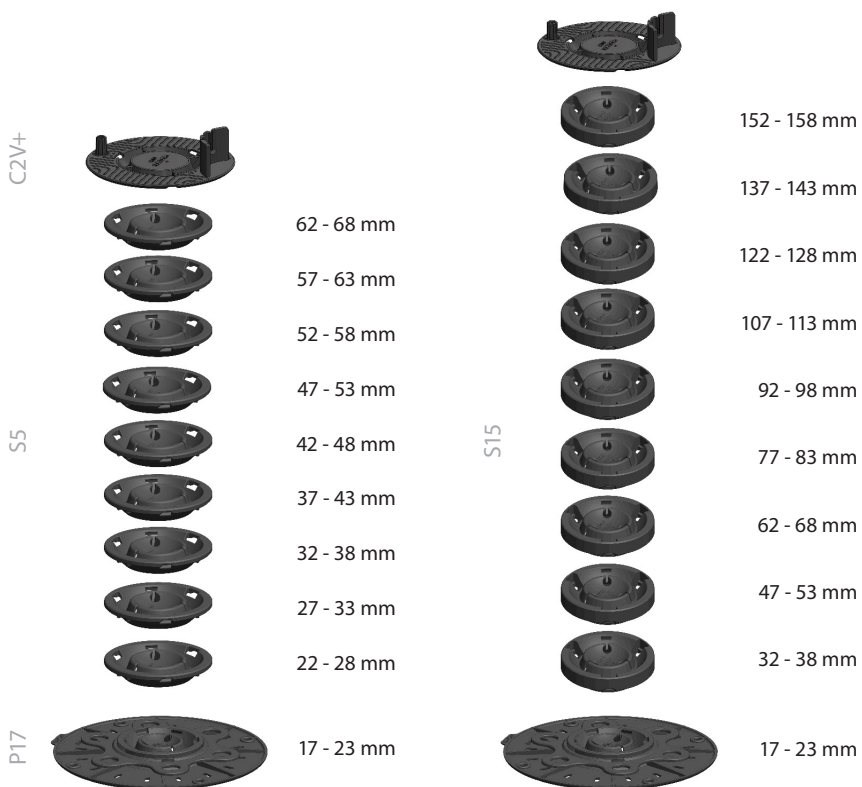 C2V+
62 - 68 mm
57 - 63 mm
52 - 58 mm
47 - 53 mm
S5
42 - 48 mm
37 - 43 mm
32 - 38 mm
27 - 33 mm
22 - 28 mm
P17
17 - 23 mm
152 - 158 mm
137 - 143 mm
122 - 128 mm
107 - 113 mm
92 - 98 mm
S15
77 - 83 mm
62 - 68 mm
47 - 53 mm
32 - 38 mm
17 - 23 mm